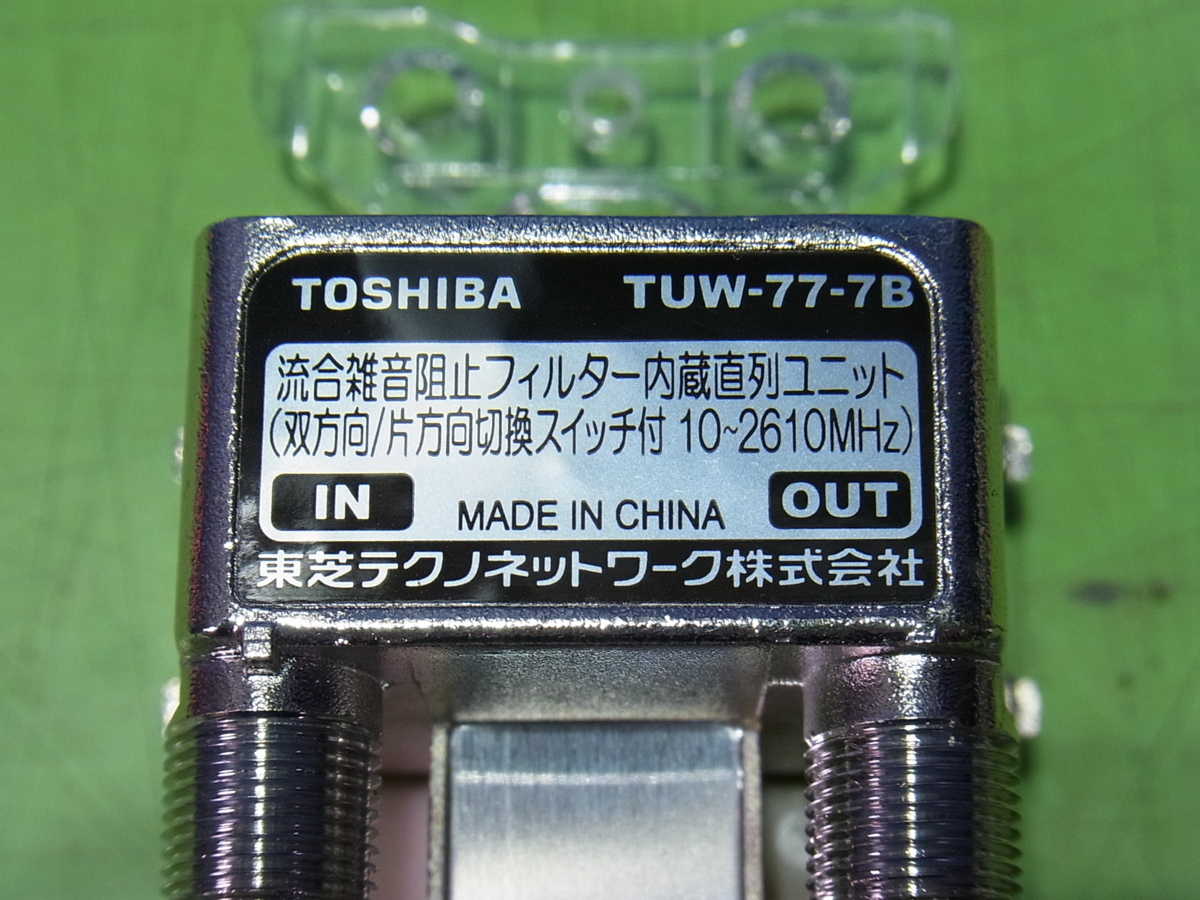 TOSHIBA TUW-77-7B
流合雑音阻止フィルター内蔵直列ユニット
(双方向/片方向切換スイッチ付 10~2610MHz)
IN MADE IN CHINA OUT
東芝テクノネットワーク株式会社